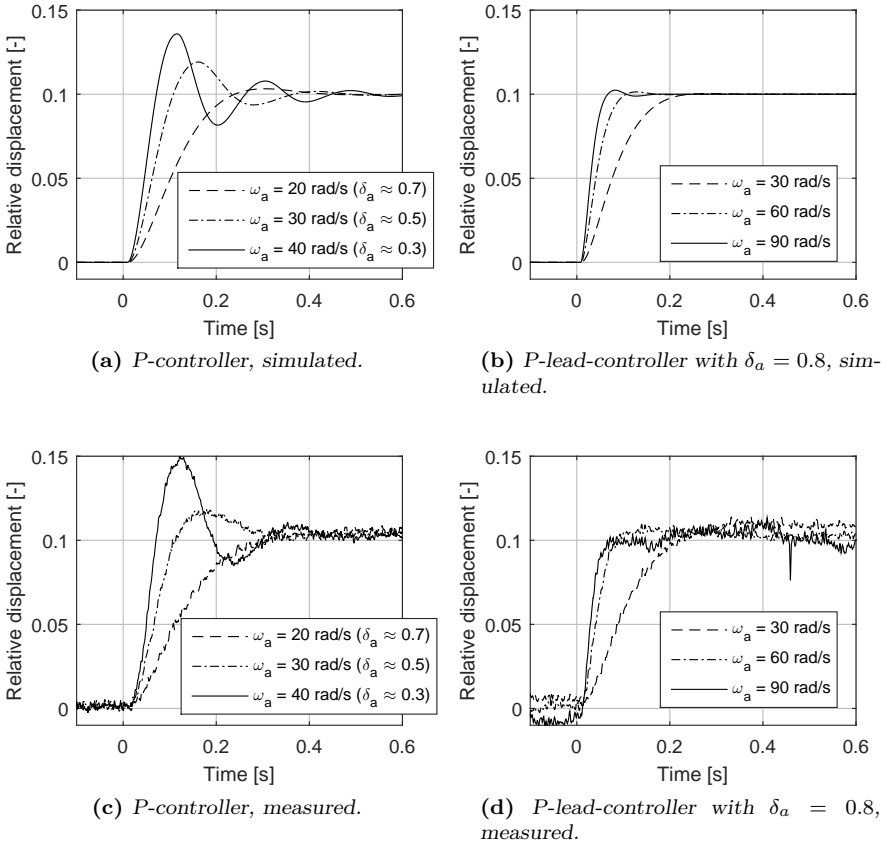 0.15
0.1
0.05
0
Relative displacement [-]
ω_a = 20 rad/s (δ_a ≈ 0.7)
ω_a = 30 rad/s (δ_a ≈ 0.5)
ω_a = 40 rad/s (δ_a ≈ 0.3)
0 0.2 0.4 0.6
Time [s]
(a) P-controller, simulated.
0.15
0.1
0.05
0
Relative displacement [-]
ω_a = 30 rad/s
ω_a = 60 rad/s
ω_a = 90 rad/s
0 0.2 0.4 0.6
Time [s]
(b) P-lead-controller with δ_a = 0.8, sim-
ulated.
0.15
0.1
0.05
0
Relative displacement [-]
ω_a = 20 rad/s (δ_a ≈ 0.7)
ω_a = 30 rad/s (δ_a ≈ 0.5)
ω_a = 40 rad/s (δ_a ≈ 0.3)
0 0.2 0.4 0.6
Time [s]
(c) P-controller, measured.
0.15
0.1
0.05
0
Relative displacement [-]
ω_a = 30 rad/s
ω_a = 60 rad/s
ω_a = 90 rad/s
0 0.2 0.4 0.6
Time [s]
(d) P-lead-controller with δ_a = 0.8,
measured.